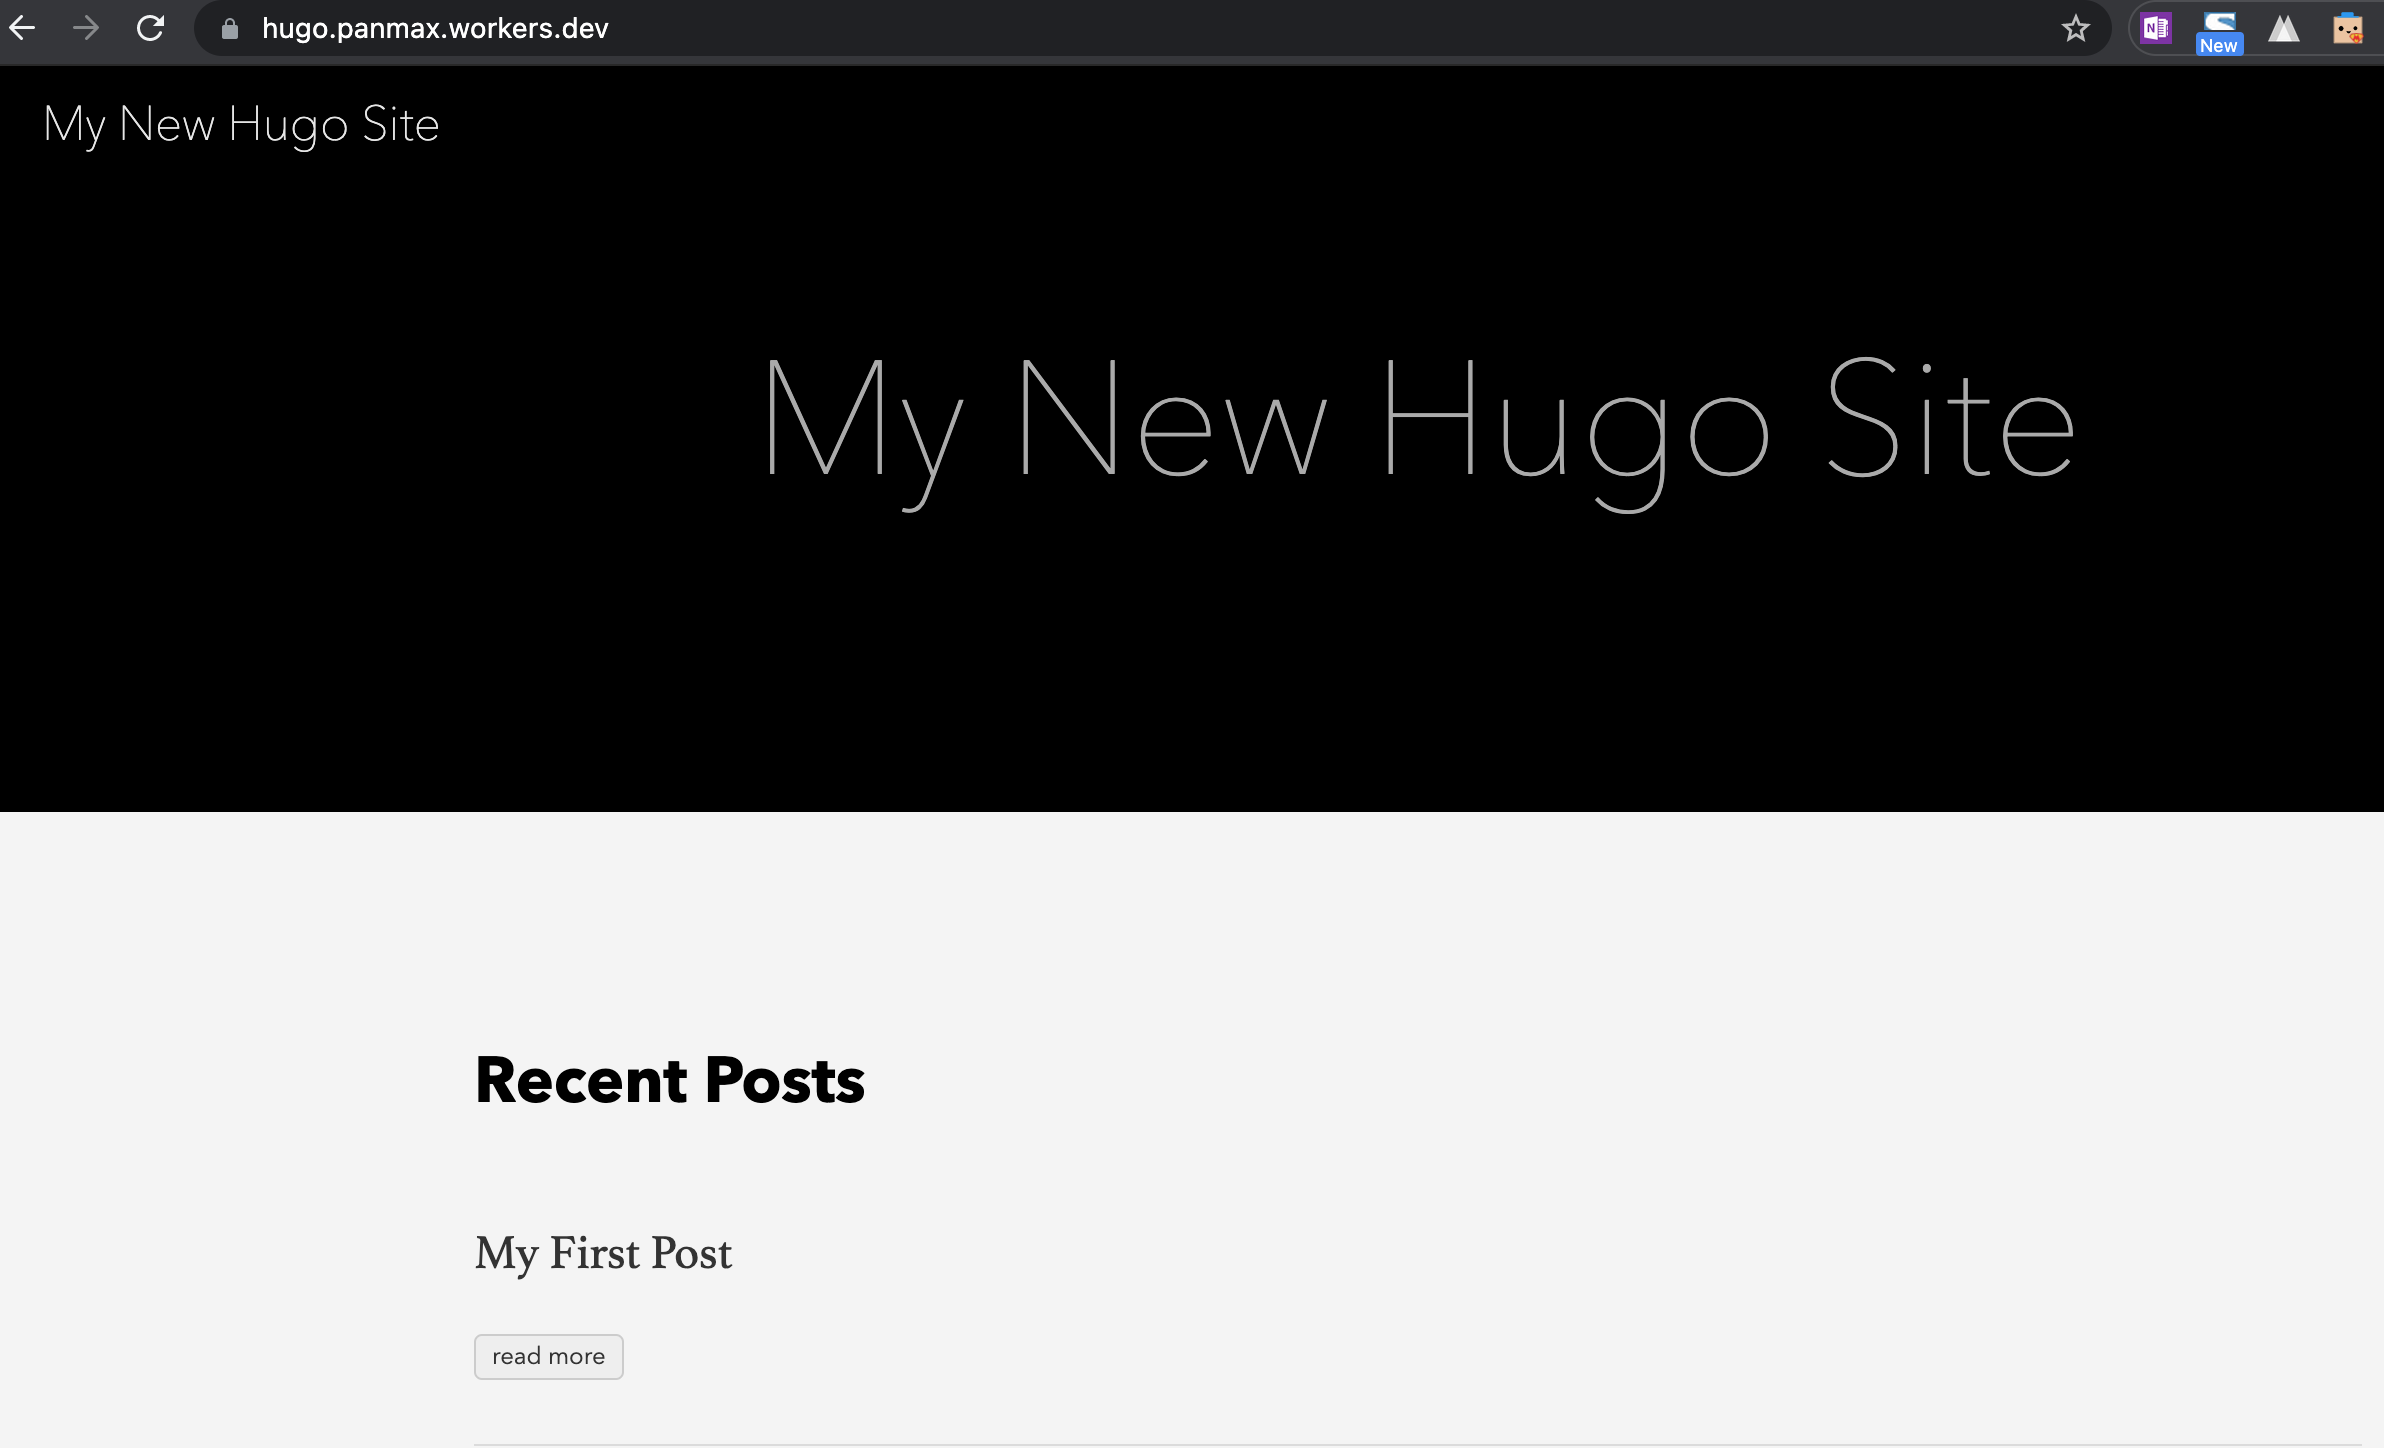 hugo.panmax.workers.dev
N
New
My New Hugo Site
My New Hugo Site
Recent Posts
My First Post
read more